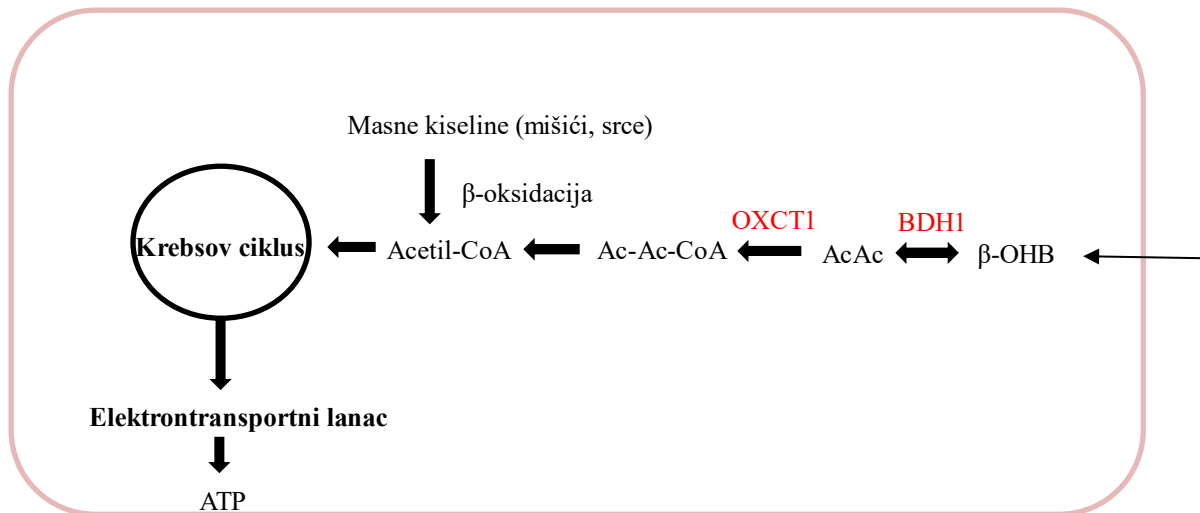 Masne kiseline (mišići, srce)
β-oksidacija
OXCT1
BDH1
Krebsov ciklus
Acetil-CoA
Ac-Ac-CoA
AcAc
β-OHB
Elektrontransportni lanac
ATP